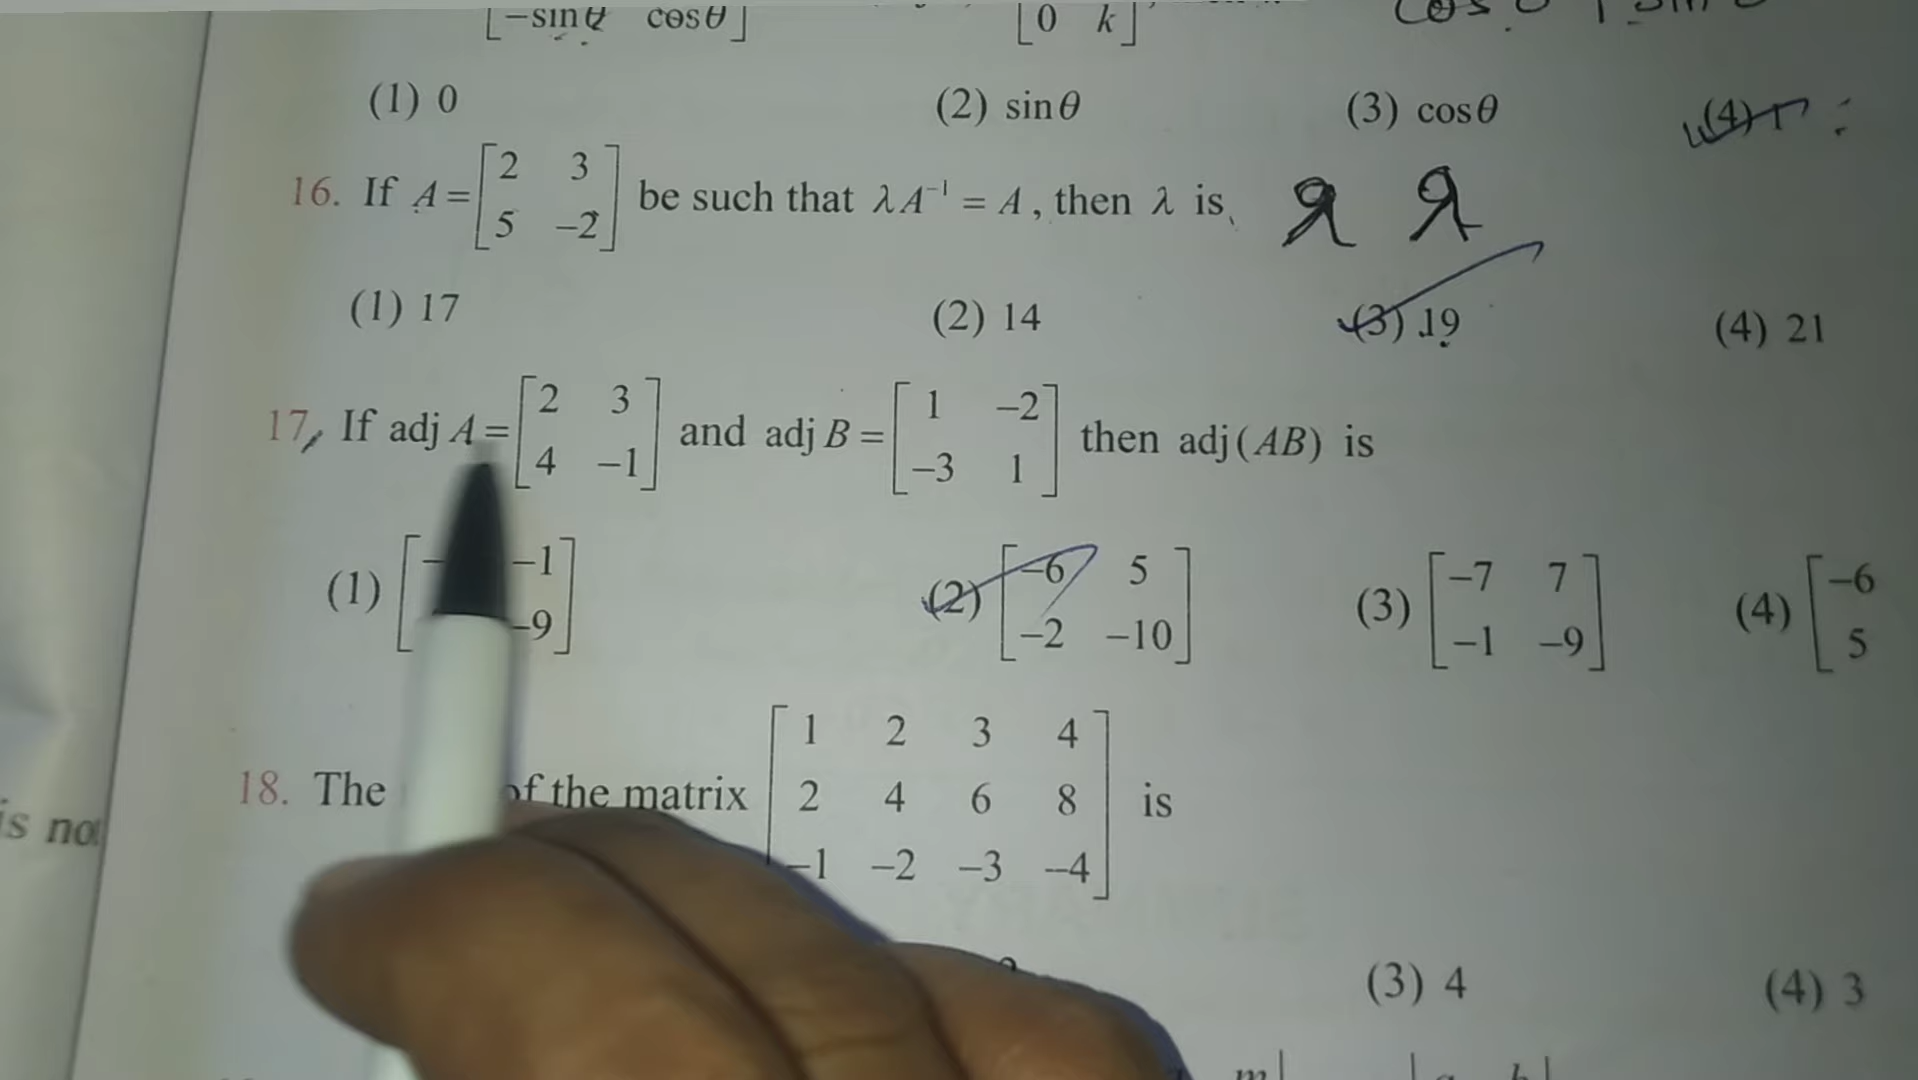 [-sinθ cosθ] [0 k]
(1) 0 (2) sinθ (3) cosθ (4) 1
16. If A = [2 3 be such that λA⁻¹ = A, then λ is λ λ
5 -2]
(1) 17 (2) 14 (3) 19 (4) 21
17. If adj A = [2 3 and adj B = [1 -2 then adj(AB) is
4 -1] -3 1]
(1) [- -1 (2) [-6 5 (3) [-7 7 (4) [-6
-9] -2 -10] -1 -9] 5
18. The of the matrix [1 2 3 4
2 4 6 8 is
-1 -2 -3 -4]
(3) 4 (4) 3
is no
m| |a b|